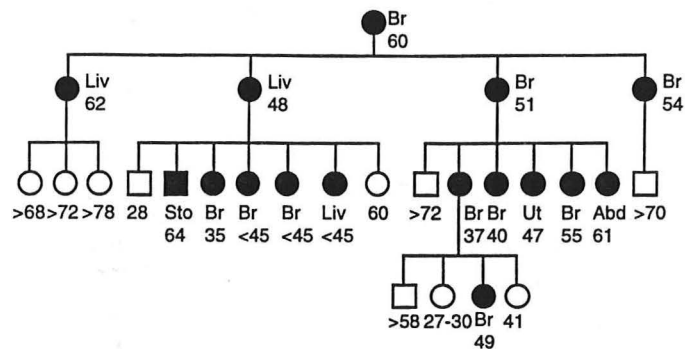 Br
60
Liv Liv Br Br
62 48 51 54
>68 >72 >78 28 Sto Br Br Br Liv 60 >72 Br Br Ut Br Abd >70
64 35 <45 <45 <45 37 40 47 55 61
>58 27-30 Br 41
49